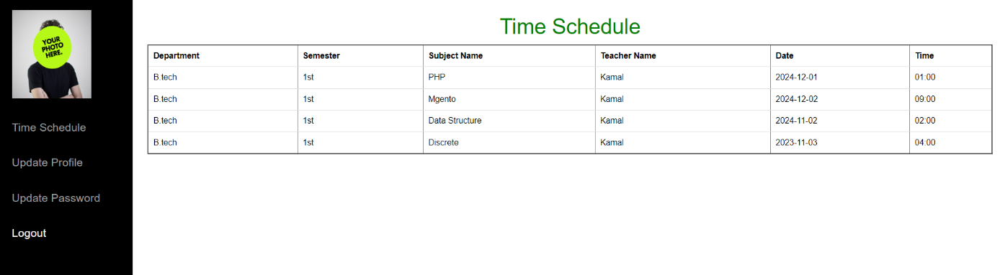 YOUR
PHOTO
HERE.
Time Schedule
Update Profile
Update Password
Logout
Time Schedule
Department Semester Subject Name Teacher Name Date Time
B.tech 1st PHP Kamal 2024-12-01 01:00
B.tech 1st Mgento Kamal 2024-12-02 09:00
B.tech 1st Data Structure Kamal 2024-11-02 02:00
B.tech 1st Discrete Kamal 2023-11-03 04:00